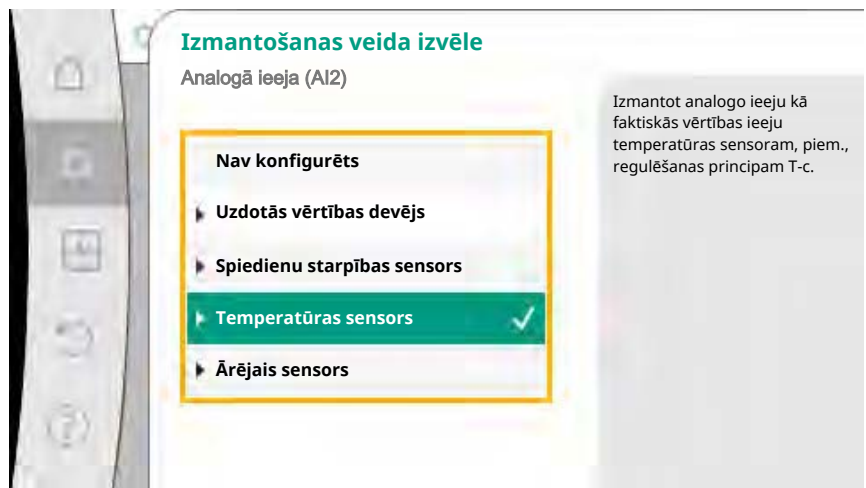 Izmantošanas veida izvēle
Analogā ieeja (AI2)
Nav konfigurēts
Uzdotās vērtības devējs
Spiedienu starpības sensors
Temperatūras sensors
Ārējais sensors
Izmantot analogo ieeju kā
faktiskās vērtības ieeju
temperatūras sensoram, piem.,
regulēšanas principam T-c.